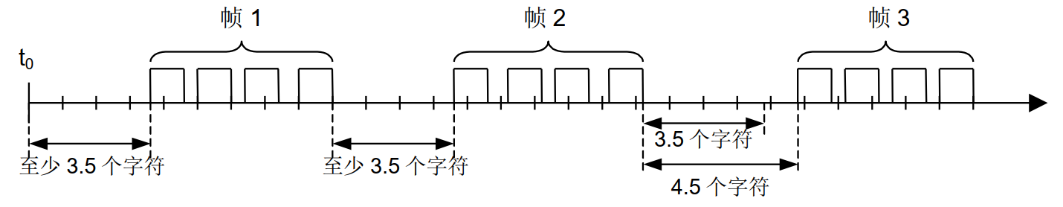 帧 1
帧 2
帧 3
t0
至少 3.5 个字符
至少 3.5 个字符
3.5 个字符
4.5 个字符